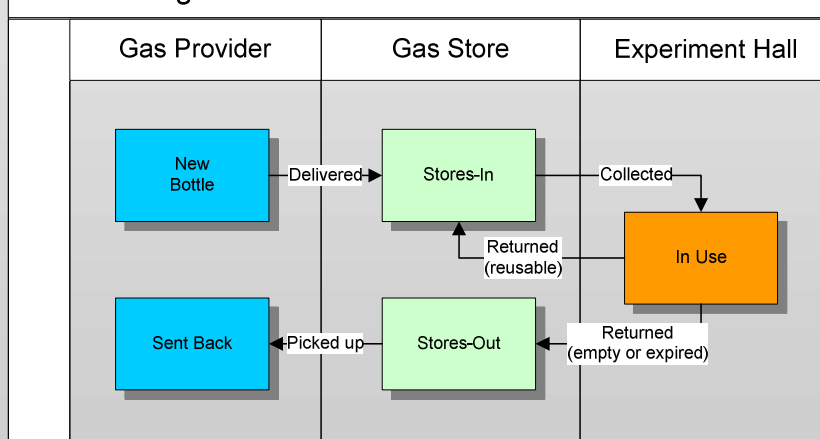 Gas Provider
Gas Store
Experiment Hall
New
Bottle
Delivered
Stores-In
Collected
In Use
Returned
(reusable)
Sent Back
Picked up
Stores-Out
Returned
(empty or expired)